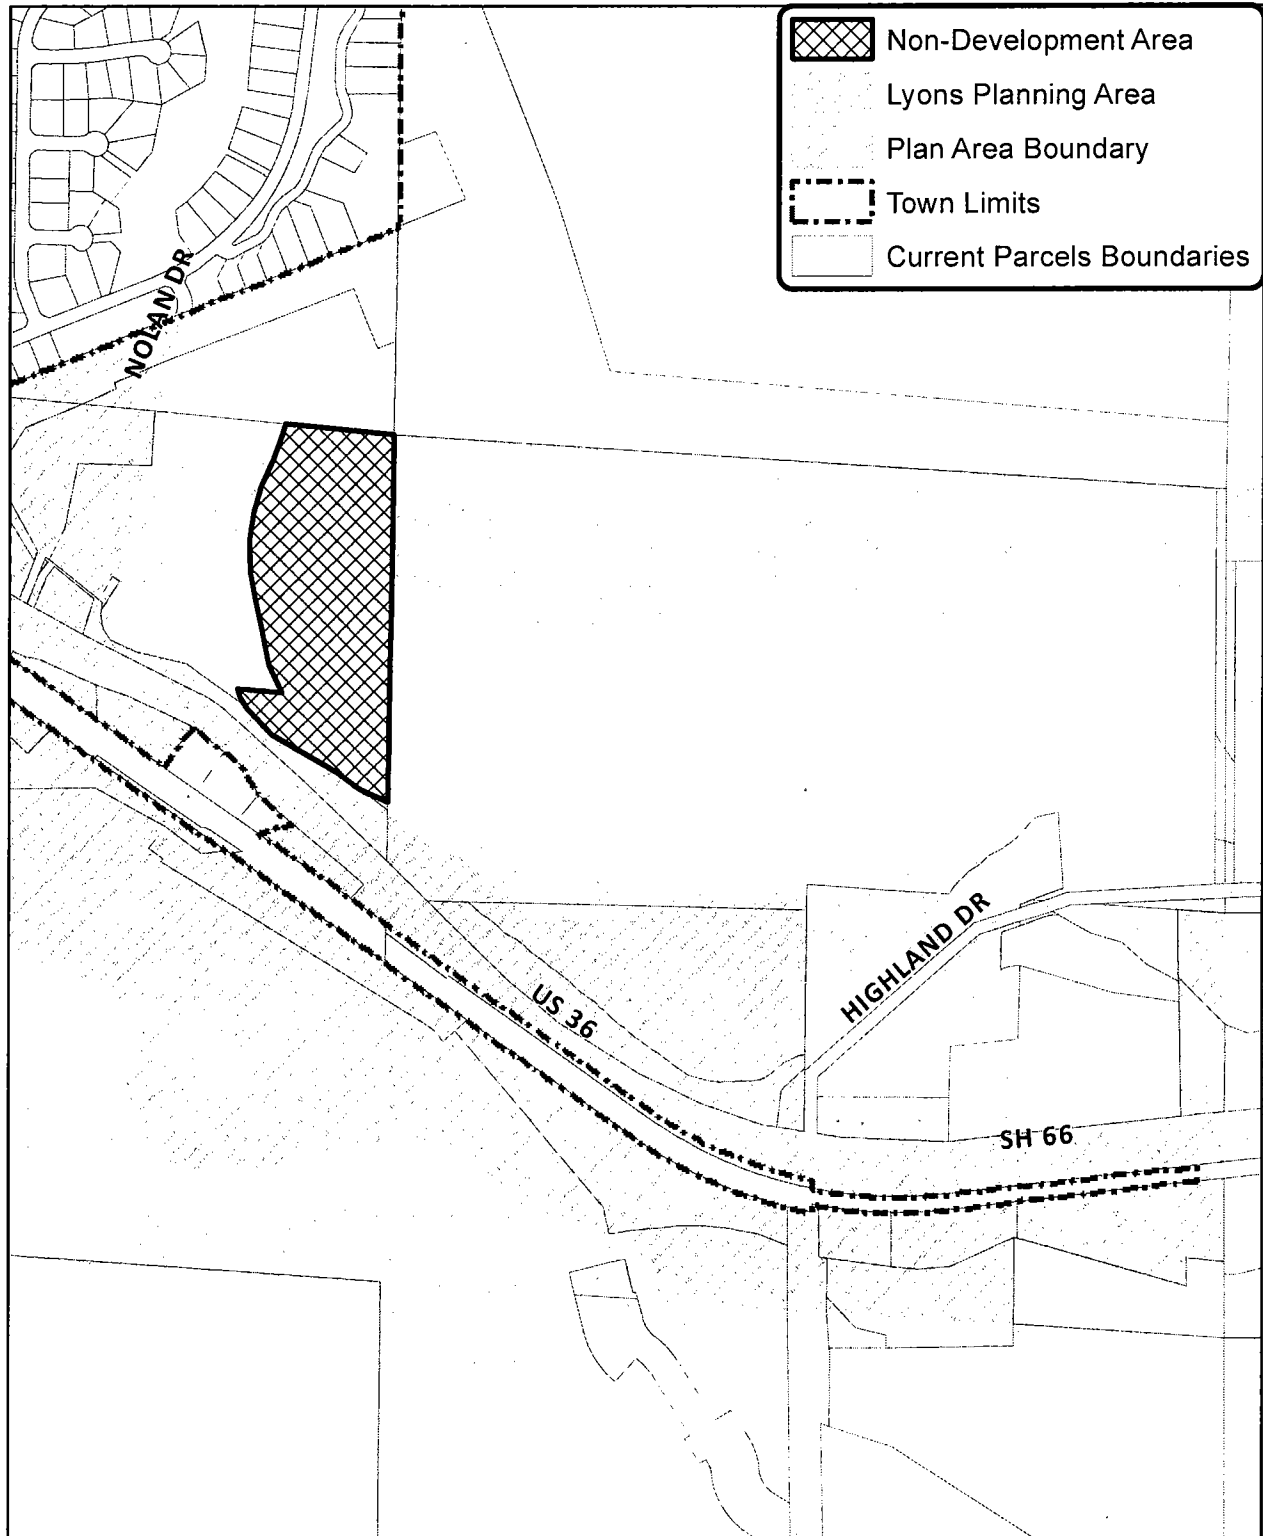 Non-Development Area
Lyons Planning Area
Plan Area Boundary
Town Limits
Current Parcels Boundaries
NOLAN DR
HIGHLAND DR
US 36
SH 66